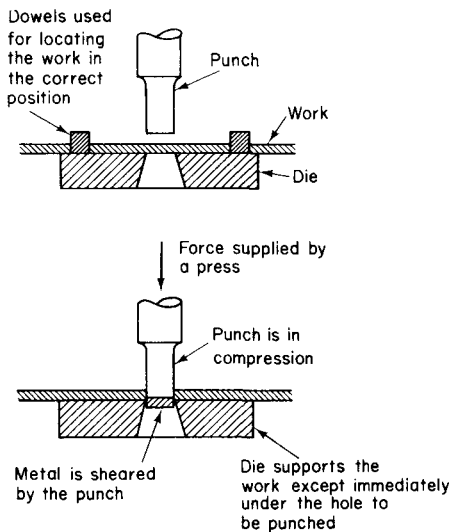 Dowels used
for locating
the work in
the correct
position
Punch
Work
Die
Force supplied by
a press
Punch is in
compression
Metal is sheared
by the punch
Die supports the
work except immediately
under the hole to
be punched